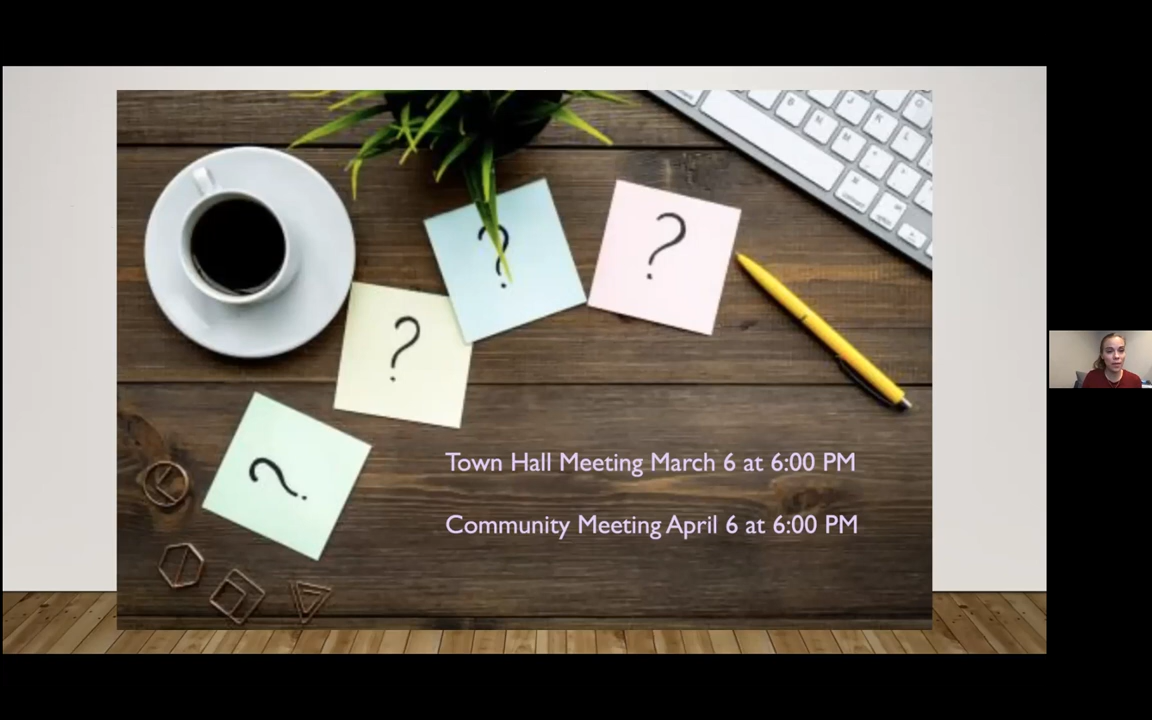 ?
?
?
?
B
J
O
N
K
M
L
Town Hall Meeting March 6 at 6:00 PM
Community Meeting April 6 at 6:00 PM